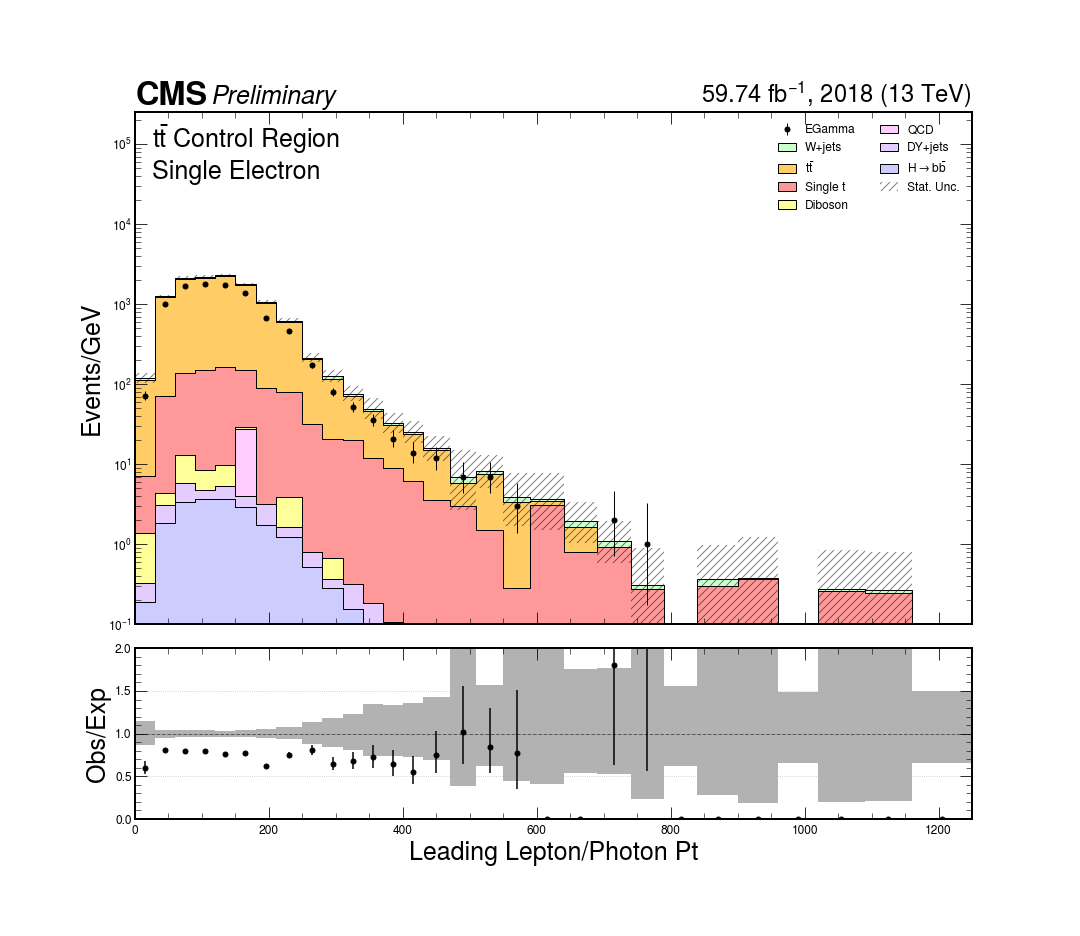 CMS Preliminary
59.74 fb⁻¹, 2018 (13 TeV)
tt̄ Control Region
Single Electron
EGamma
W+jets
tt̄
Single t
Diboson
QCD
DY+jets
H→bb̄
Stat. Unc.
Events/GeV
10⁵
10⁴
10³
10²
10¹
10⁰
10⁻¹
Obs/Exp
2.0
1.5
1.0
0.5
0.0
0 200 400 600 800 1000 1200
Leading Lepton/Photon Pt